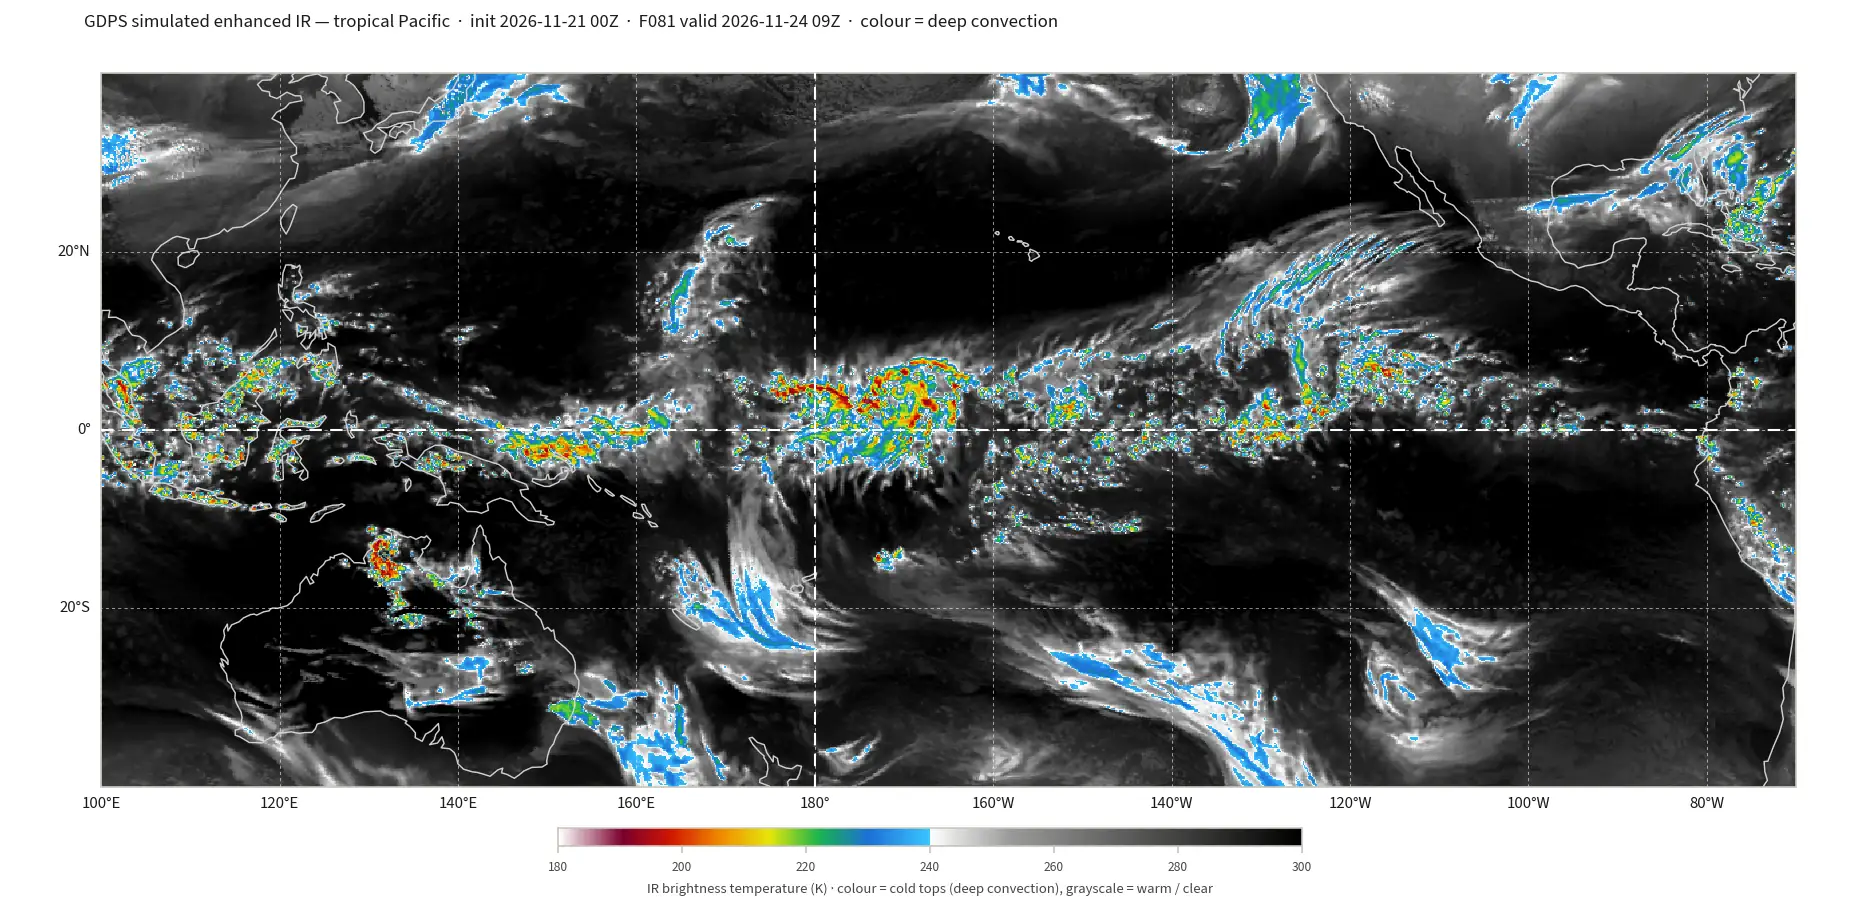 GDPS simulated enhanced IR — tropical Pacific · init 2026-11-21 00Z · F081 valid 2026-11-24 09Z · colour = deep convection
20°N
0°
20°S
100°E 120°E 140°E 160°E 180° 160°W 140°W 120°W 100°W 80°W
180 200 220 240 260 280 300
IR brightness temperature (K) · colour = cold tops (deep convection), grayscale = warm / clear